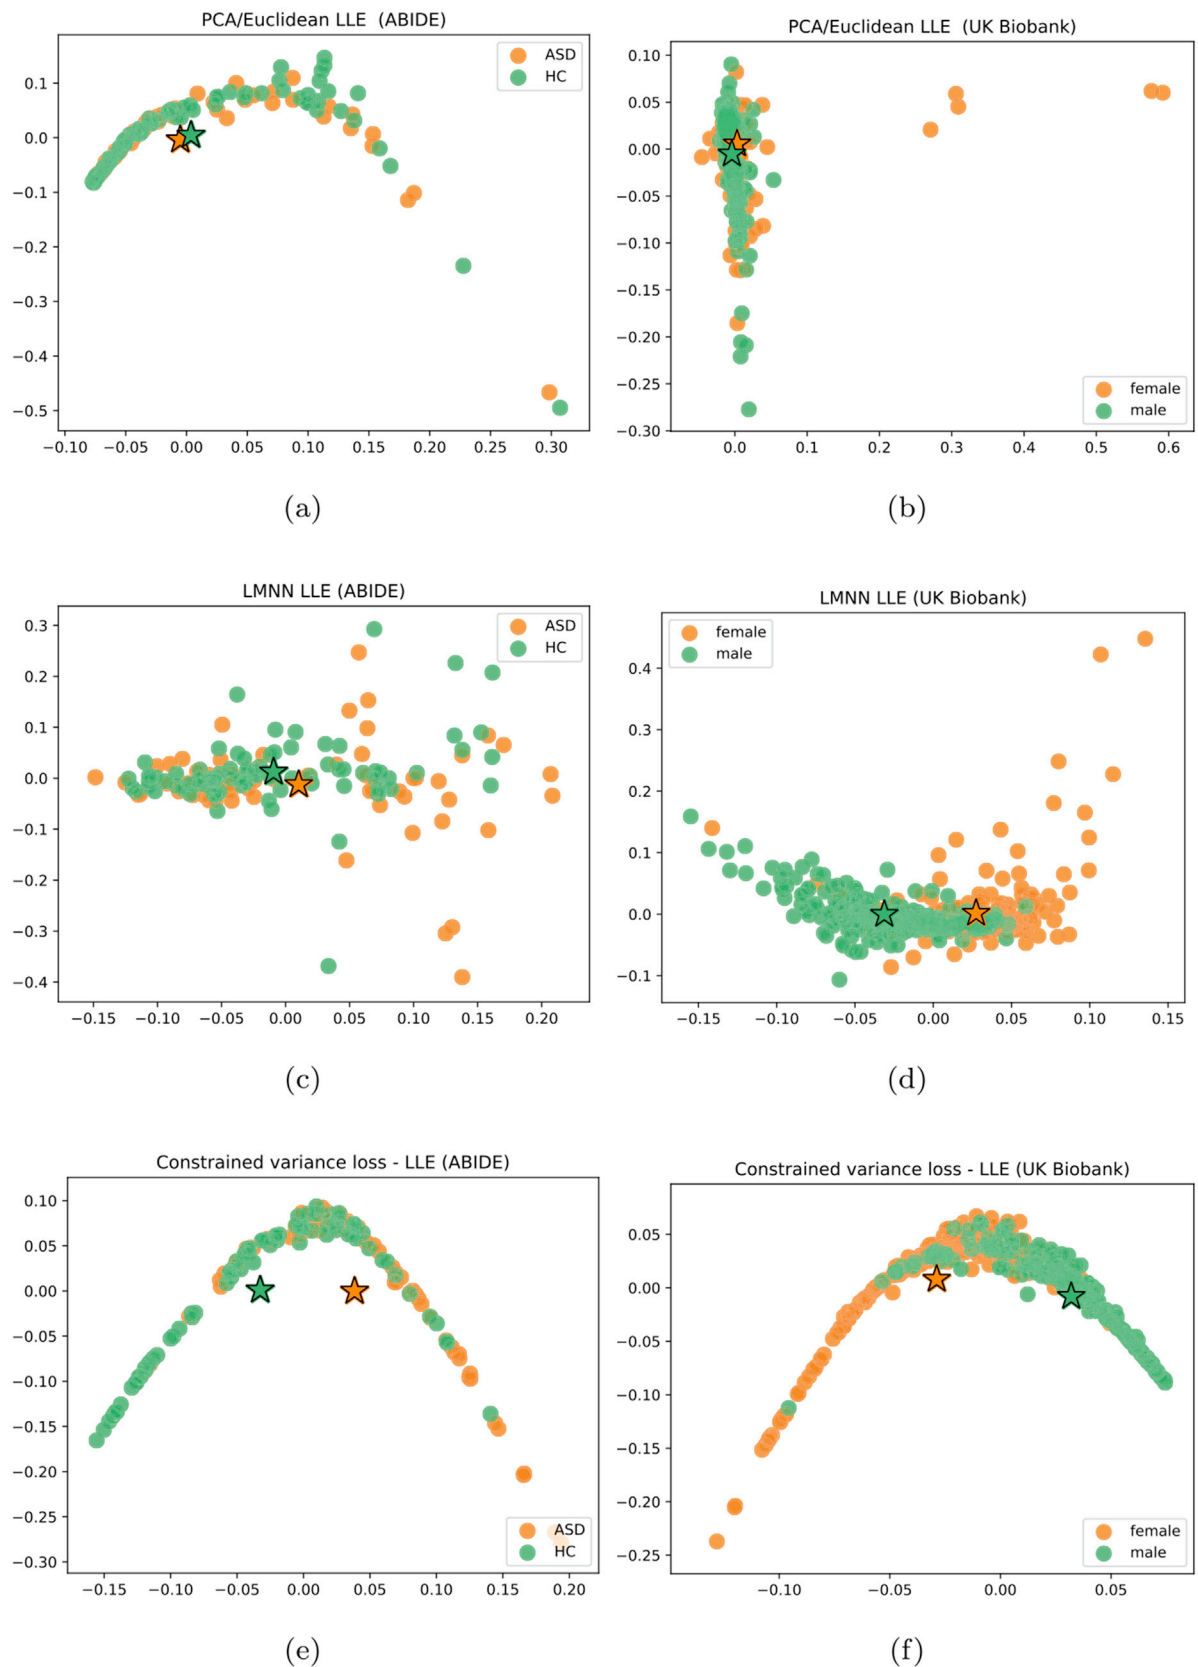 PCA/Euclidean LLE (ABIDE)
ASD
HC
0.1
0.0
−0.1
−0.2
−0.3
−0.4
−0.5
−0.10 −0.05 0.00 0.05 0.10 0.15 0.20 0.25 0.30
(a)
PCA/Euclidean LLE (UK Biobank)
0.10
0.05
0.00
−0.05
−0.10
−0.15
−0.20
−0.25
−0.30
female
male
0.0 0.1 0.2 0.3 0.4 0.5 0.6
(b)
LMNN LLE (ABIDE)
ASD
HC
0.3
0.2
0.1
0.0
−0.1
−0.2
−0.3
−0.4
−0.15 −0.10 −0.05 0.00 0.05 0.10 0.15 0.20
(c)
LMNN LLE (UK Biobank)
female
male
0.4
0.3
0.2
0.1
0.0
−0.1
−0.15 −0.10 −0.05 0.00 0.05 0.10 0.15
(d)
Constrained variance loss - LLE (ABIDE)
0.10
0.05
0.00
−0.05
−0.10
−0.15
−0.20
−0.25
−0.30
ASD
HC
−0.15 −0.10 −0.05 0.00 0.05 0.10 0.15 0.20
(e)
Constrained variance loss - LLE (UK Biobank)
0.05
0.00
−0.05
−0.10
−0.15
−0.20
−0.25
female
male
−0.10 −0.05 0.00 0.05
(f)